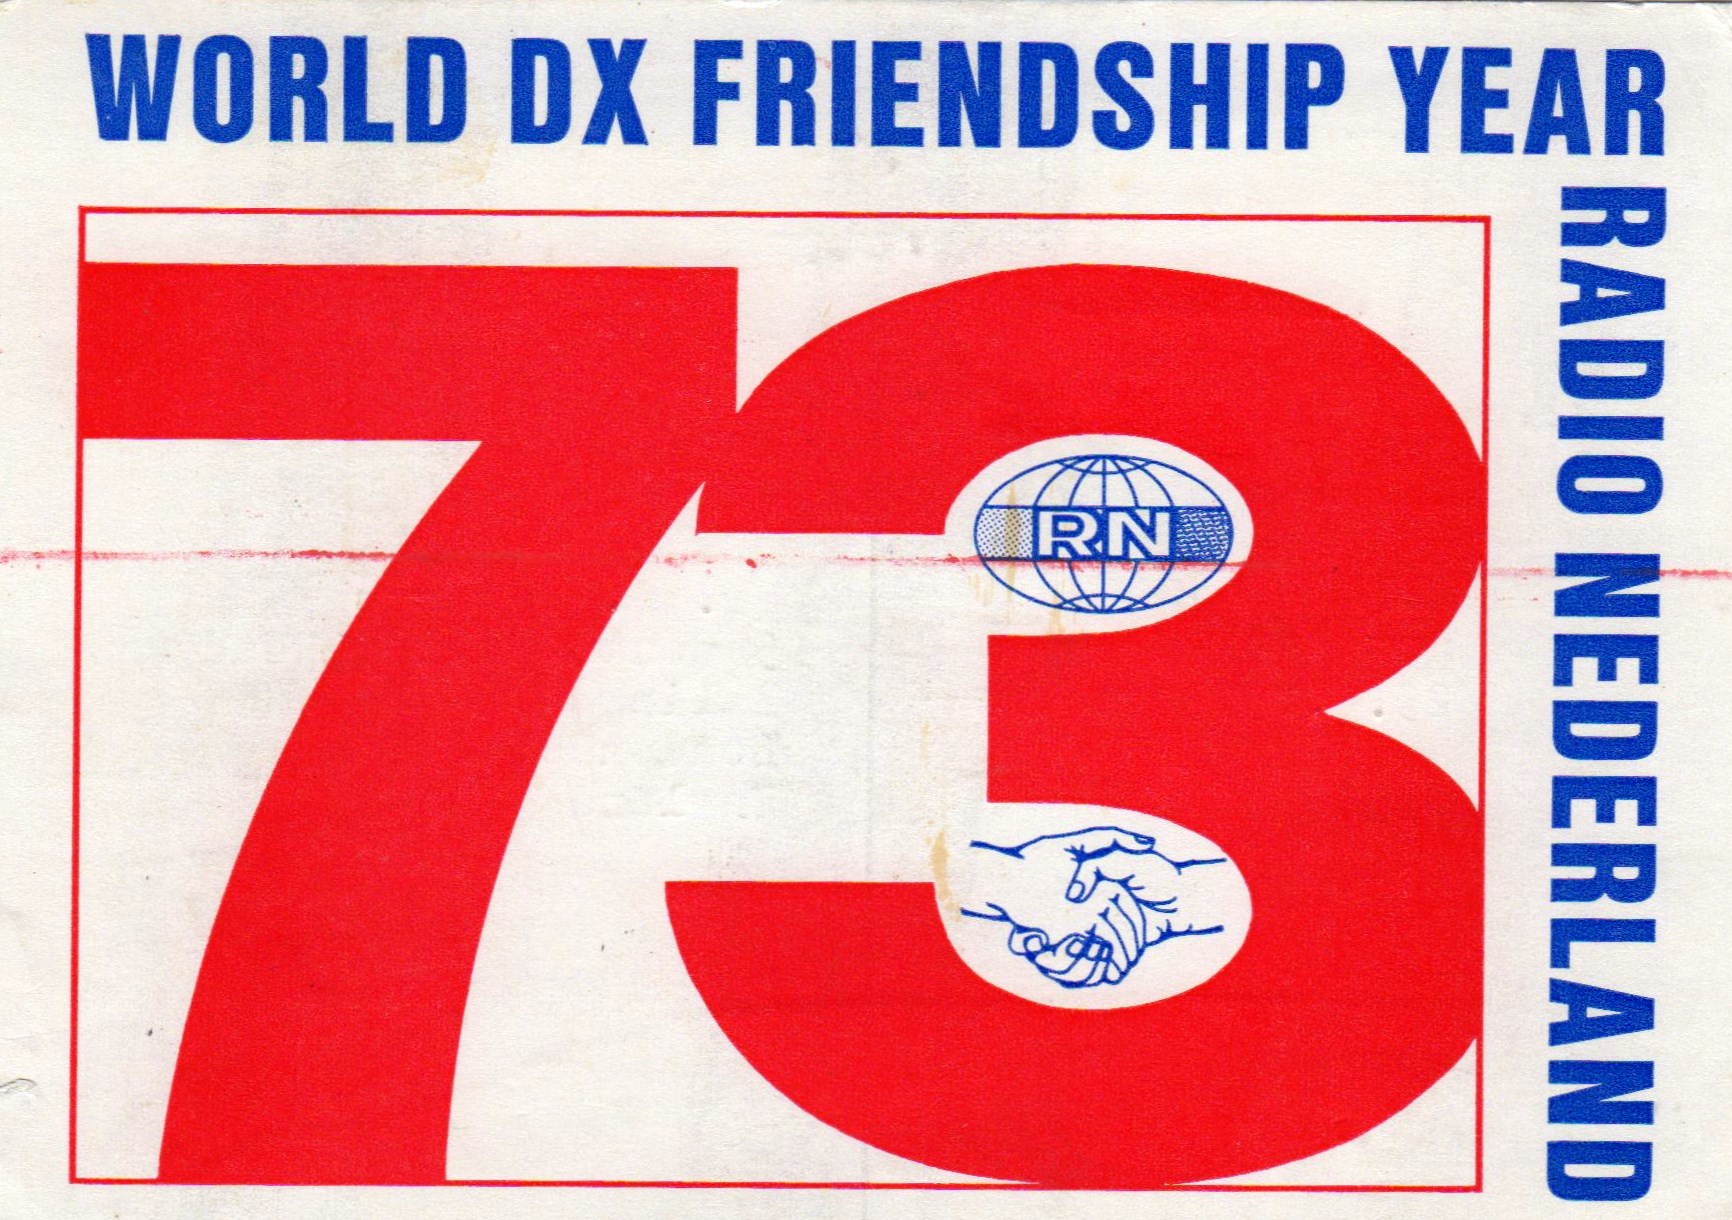 WORLD DX FRIENDSHIP YEAR
RADIO NEDERLAND
73
RN